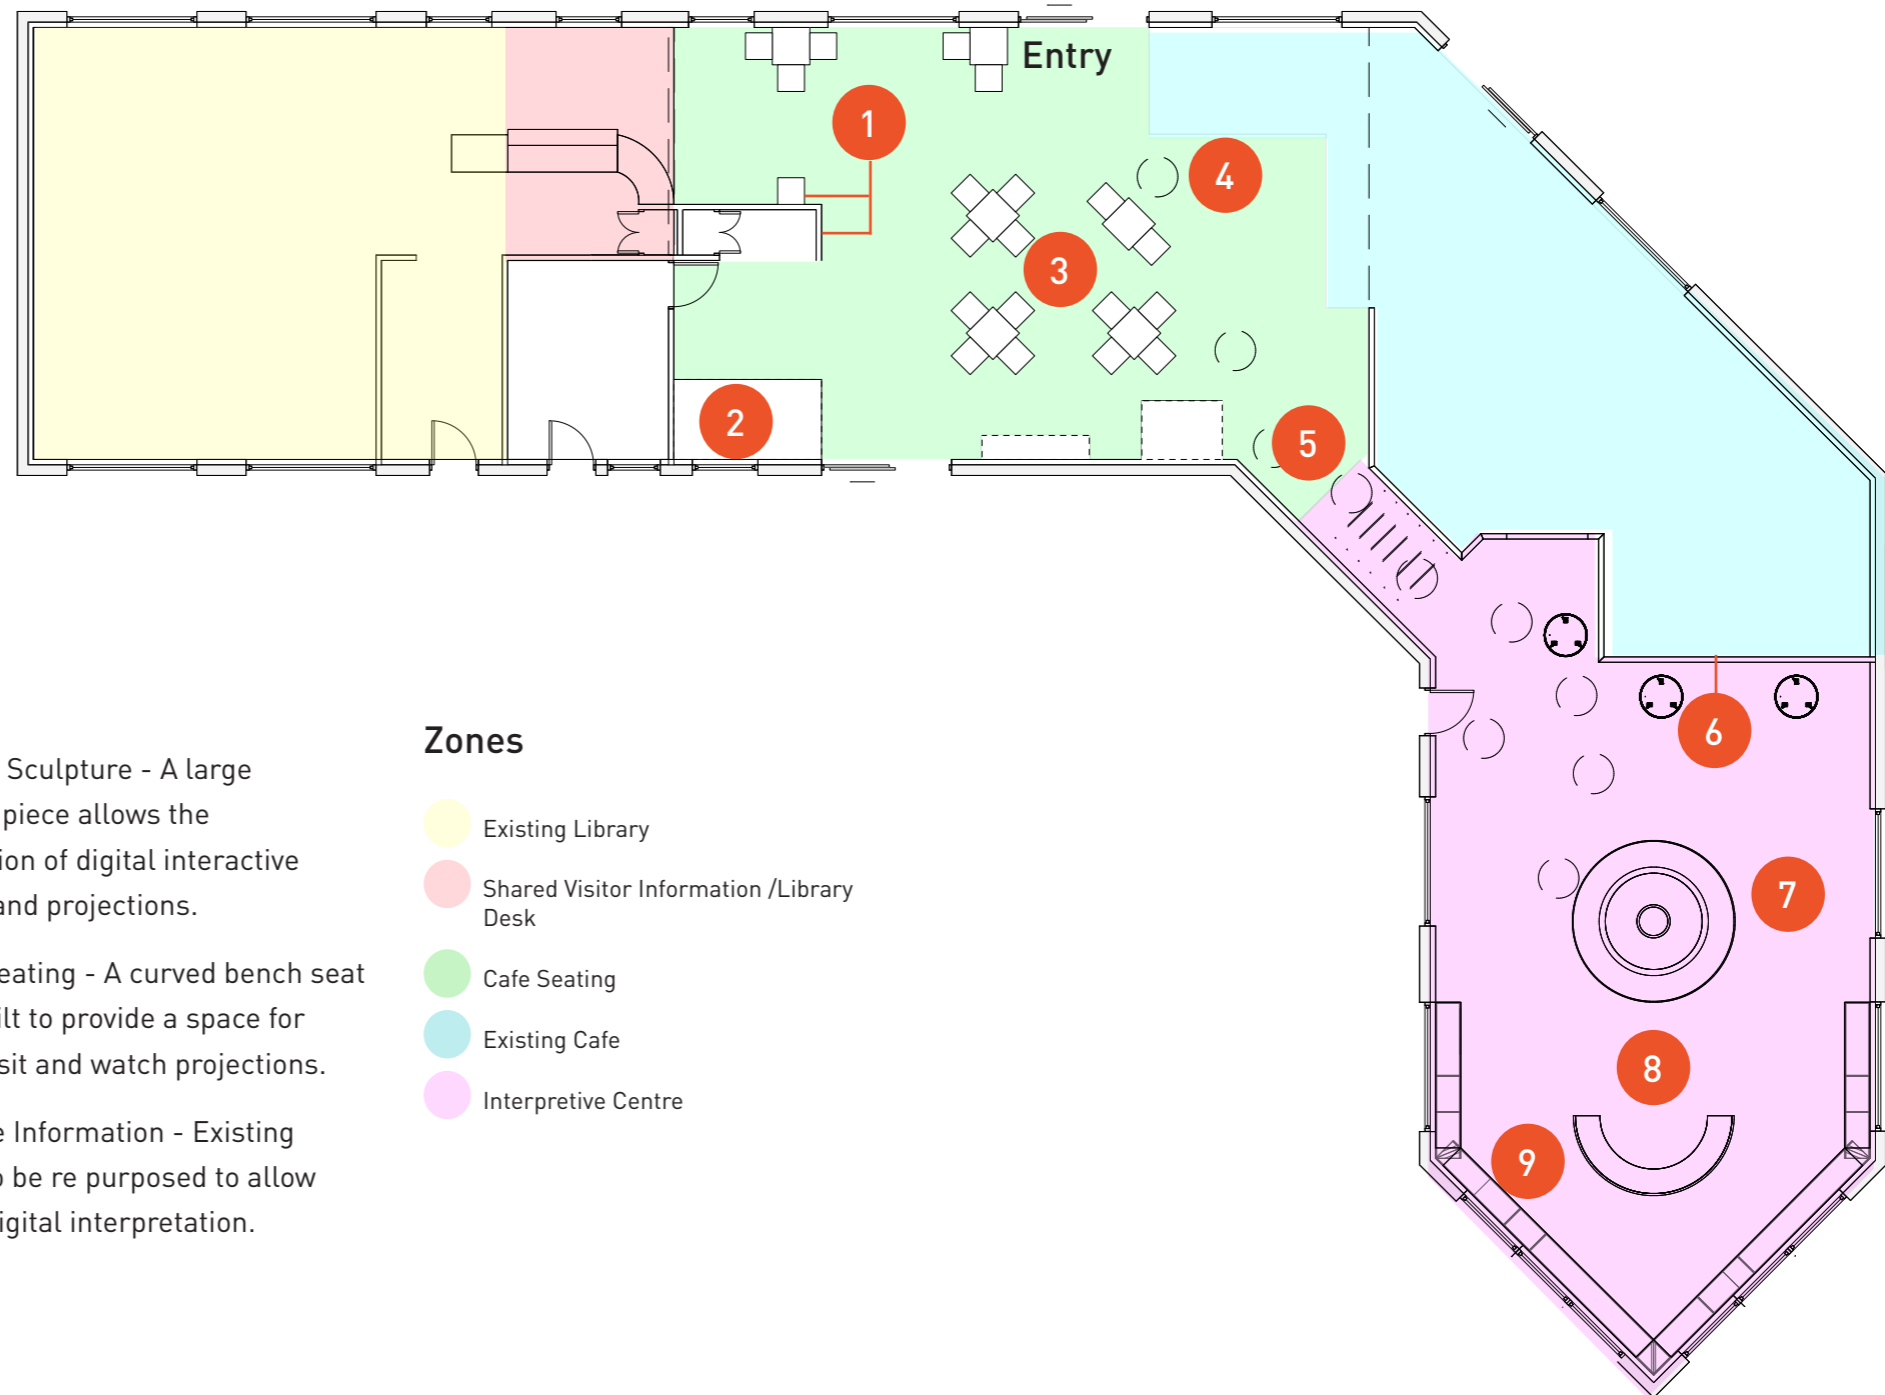 Entry
1
4
3
2
5
6
7
8
9
Sculpture - A large
piece allows the
ion of digital interactive
and projections.
eating - A curved bench seat
ilt to provide a space for
sit and watch projections.
e Information - Existing
o be re purposed to allow
igital interpretation.
Zones
Existing Library
Shared Visitor Information /Library
Desk
Cafe Seating
Existing Cafe
Interpretive Centre